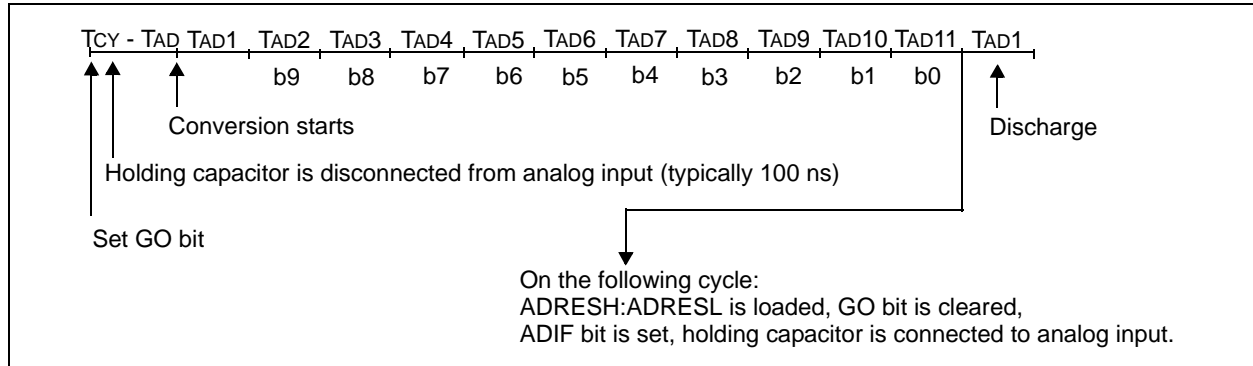 TCY - TAD TAD1 TAD2 TAD3 TAD4 TAD5 TAD6 TAD7 TAD8 TAD9 TAD10 TAD11 TAD1
b9 b8 b7 b6 b5 b4 b3 b2 b1 b0
Conversion starts
Discharge
Holding capacitor is disconnected from analog input (typically 100 ns)
Set GO bit
On the following cycle:
ADRESH:ADRESL is loaded, GO bit is cleared,
ADIF bit is set, holding capacitor is connected to analog input.